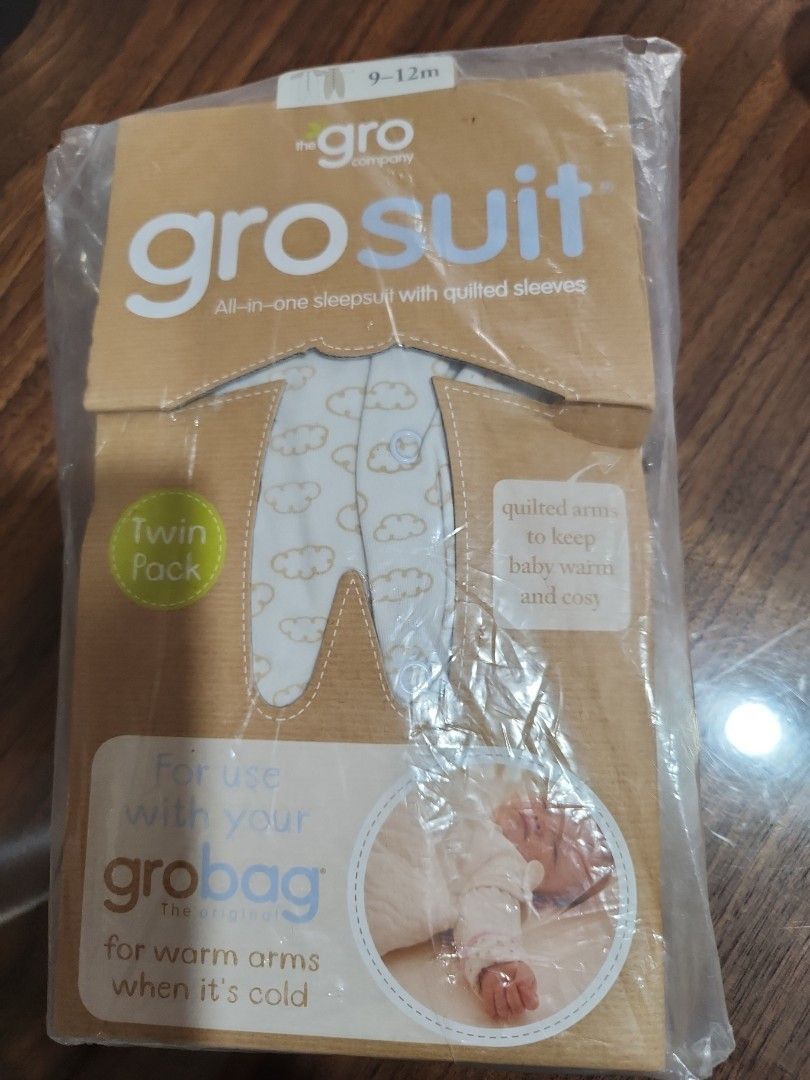 9–12m
the gro
company
grosuit
All-in-one sleepsuit with quilted sleeves
Twin
Pack
quilted arms
to keep
baby warm
and cosy
For use
with your
grobag®
The original
for warm arms
when it's cold